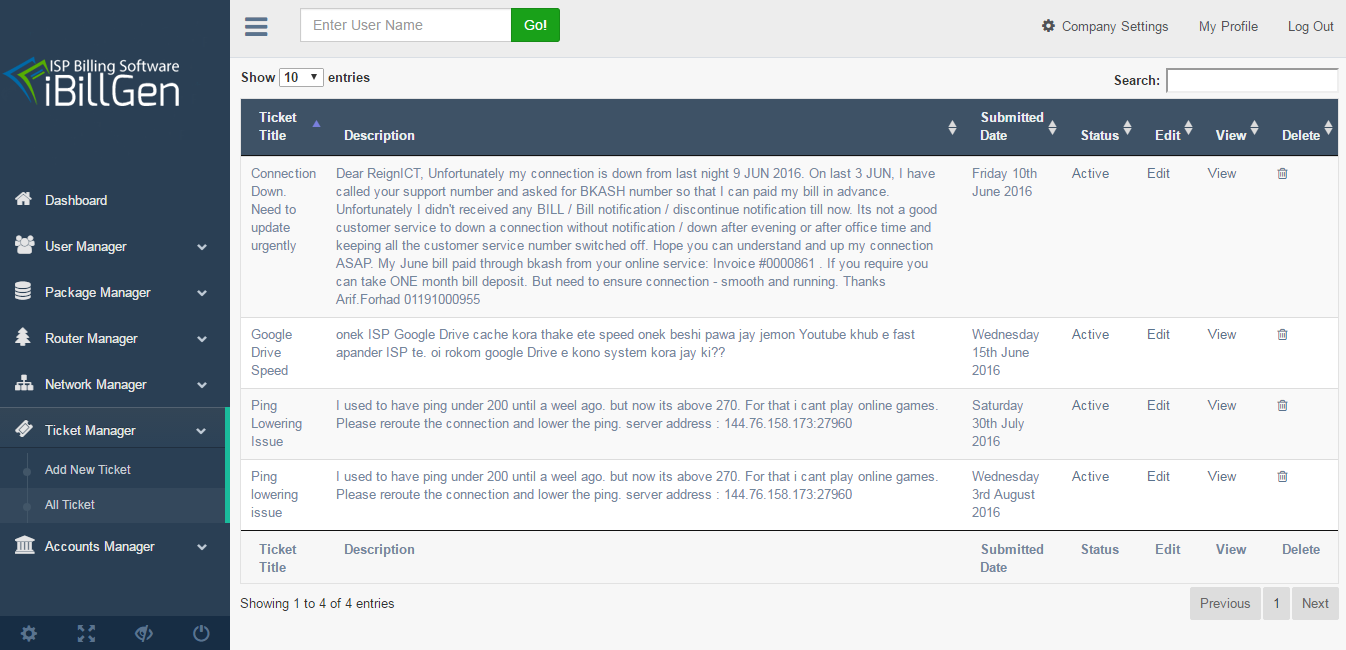 ISP Billing Software
iBillGen
Enter User Name
Go!
Company Settings
My Profile
Log Out
Dashboard
User Manager
Package Manager
Router Manager
Network Manager
Ticket Manager
Add New Ticket
All Ticket
Accounts Manager
Show 10 entries
Search:
Ticket
Title
Description
Submitted
Date
Status
Edit
View
Delete
Connection
Down.
Need to
update
urgently
Dear ReignICT, Unfortunately my connection is down from last night 9 JUN 2016. On last 3 JUN, I have
called your support number and asked for BKASH number so that I can paid my bill in advance.
Unfortunately I didn't received any BILL / Bill notification / discontinue notification till now. Its not a good
customer service to down a connection without notification / down after evening or after office time and
keeping all the customer service number switched off. Hope you can understand and up my connection
ASAP. My June bill paid through bkash from your online service: Invoice #0000861 . If you require you
can take ONE month bill deposit. But need to ensure connection - smooth and running. Thanks
Arif.Forhad 01191000955
Friday 10th
June 2016
Active
Edit
View
Google
Drive
Speed
onek ISP Google Drive cache kora thake ete speed onek beshi pawa jay jemon Youtube khub e fast
apander ISP te. oi rokom google Drive e kono system kora jay ki??
Wednesday
15th June
2016
Active
Edit
View
Ping
Lowering
Issue
I used to have ping under 200 until a weel ago. but now its above 270. For that i cant play online games.
Please reroute the connection and lower the ping. server address : 144.76.158.173:27960
Saturday
30th July
2016
Active
Edit
View
Ping
lowering
issue
I used to have ping under 200 until a weel ago. but now its above 270. For that i cant play online games.
Please reroute the connection and lower the ping. server address : 144.76.158.173:27960
Wednesday
3rd August
2016
Active
Edit
View
Ticket
Title
Description
Submitted
Date
Status
Edit
View
Delete
Showing 1 to 4 of 4 entries
Previous
1
Next